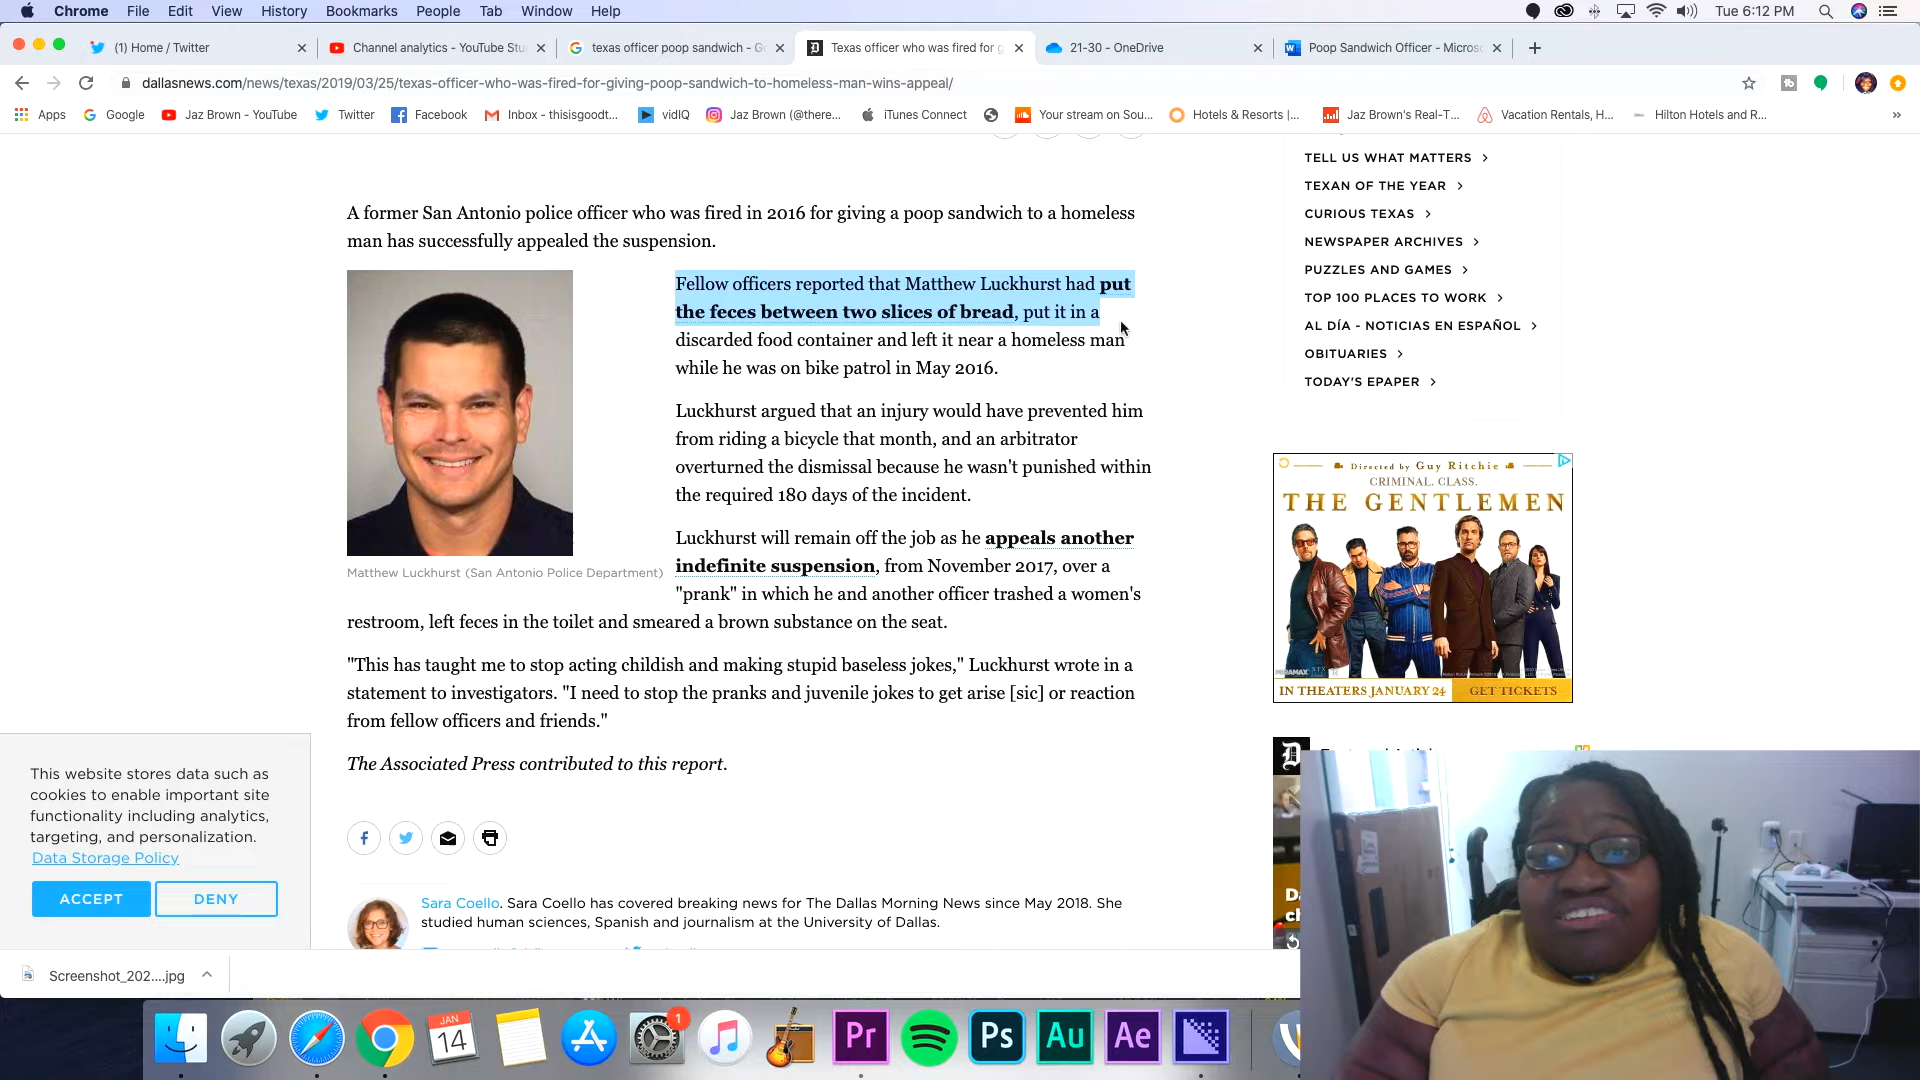 Chrome File Edit View History Bookmarks People Tab Window Help Tue 6:12 PM
(1) Home / Twitter
Channel analytics - YouTube Stu
texas officer poop sandwich - Go
Texas officer who was fired for g
21-30 - OneDrive
Poop Sandwich Officer - Microso
dallasnews.com/news/texas/2019/03/25/texas-officer-who-was-fired-for-giving-poop-sandwich-to-homeless-man-wins-appeal/
Apps Google Jaz Brown - YouTube Twitter Facebook Inbox - thisisgoodt... vidIQ Jaz Brown (@there... iTunes Connect Your stream on Sou... Hotels & Resorts |... Jaz Brown's Real-T... Vacation Rentals, H... Hilton Hotels and R... »
A former San Antonio police officer who was fired in 2016 for giving a poop sandwich to a homeless
man has successfully appealed the suspension.
Fellow officers reported that Matthew Luckhurst had put
the feces between two slices of bread, put it in a
discarded food container and left it near a homeless man
while he was on bike patrol in May 2016.
Luckhurst argued that an injury would have prevented him
from riding a bicycle that month, and an arbitrator
overturned the dismissal because he wasn't punished within
the required 180 days of the incident.
Matthew Luckhurst (San Antonio Police Department)
Luckhurst will remain off the job as he appeals another
indefinite suspension, from November 2017, over a
"prank" in which he and another officer trashed a women's
restroom, left feces in the toilet and smeared a brown substance on the seat.
"This has taught me to stop acting childish and making stupid baseless jokes," Luckhurst wrote in a
statement to investigators. "I need to stop the pranks and juvenile jokes to get arise [sic] or reaction
from fellow officers and friends."
The Associated Press contributed to this report.
Sara Coello. Sara Coello has covered breaking news for The Dallas Morning News since May 2018. She
studied human sciences, Spanish and journalism at the University of Dallas.
TELL US WHAT MATTERS >
TEXAN OF THE YEAR >
CURIOUS TEXAS >
NEWSPAPER ARCHIVES >
PUZZLES AND GAMES >
TOP 100 PLACES TO WORK >
AL DÍA - NOTICIAS EN ESPAÑOL >
OBITUARIES >
TODAY'S EPAPER >
Directed by Guy Ritchie
CRIMINAL. CLASS.
THE GENTLEMEN
MIRAMAX STX
IN THEATERS JANUARY 24 GET TICKETS
This website stores data such as
cookies to enable important site
functionality including analytics,
targeting, and personalization.
Data Storage Policy
ACCEPT DENY
Screenshot_202....jpg
JAN
14
1
Pr
Ps
Au
Ae